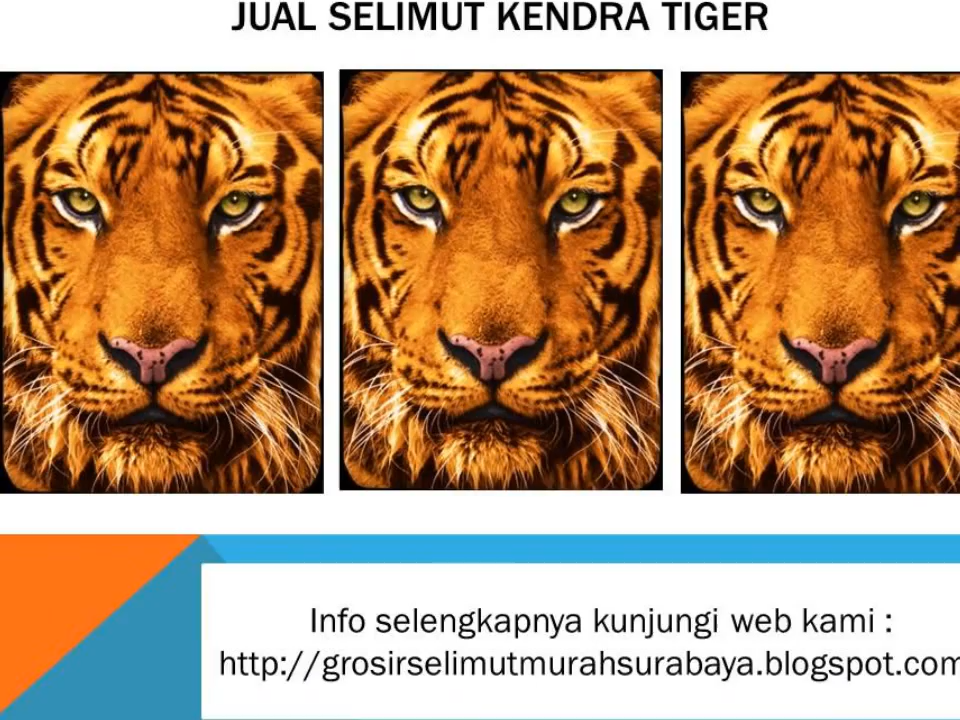 JUAL SELIMUT KENDRA TIGER
Info selengkapnya kunjungi web kami :
http://grosirselimutmurahsurabaya.blogspot.com